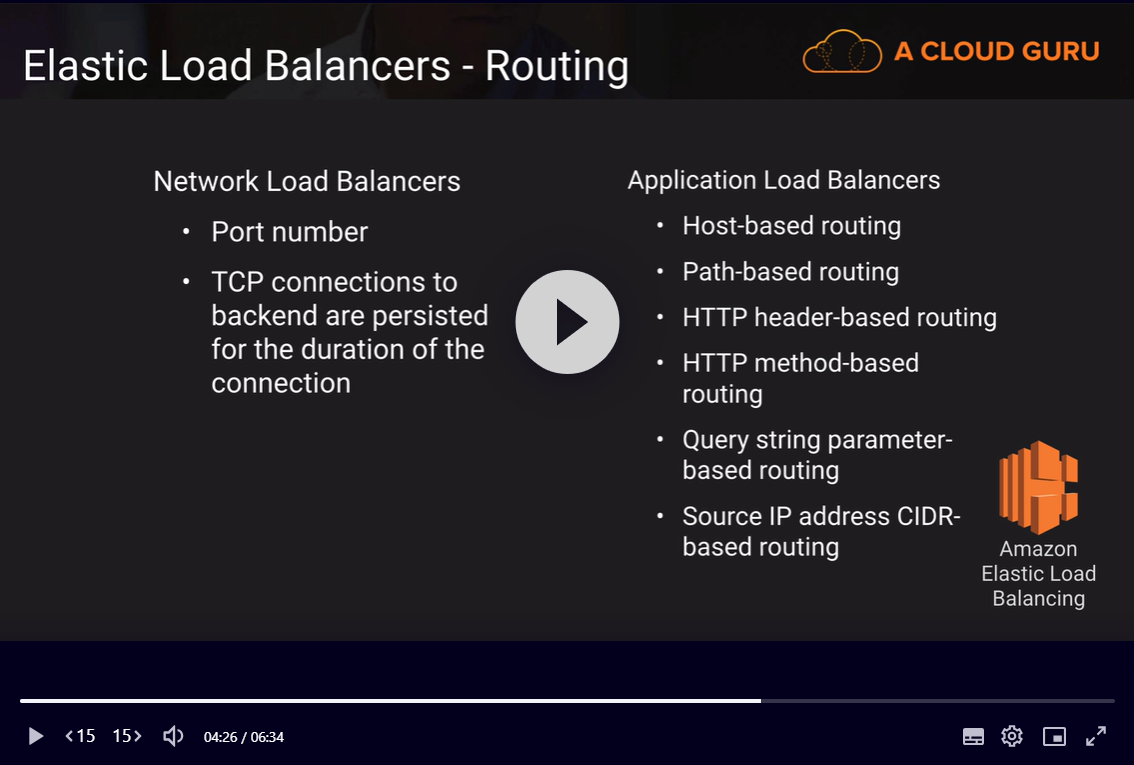 Elastic Load Balancers - Routing
A CLOUD GURU
Network Load Balancers
• Port number
• TCP connections to
backend are persisted
for the duration of the
connection
Application Load Balancers
• Host-based routing
• Path-based routing
• HTTP header-based routing
• HTTP method-based
routing
• Query string parameter-
based routing
• Source IP address CIDR-
based routing
Amazon
Elastic Load
Balancing
<15 15> 04:26 / 06:34